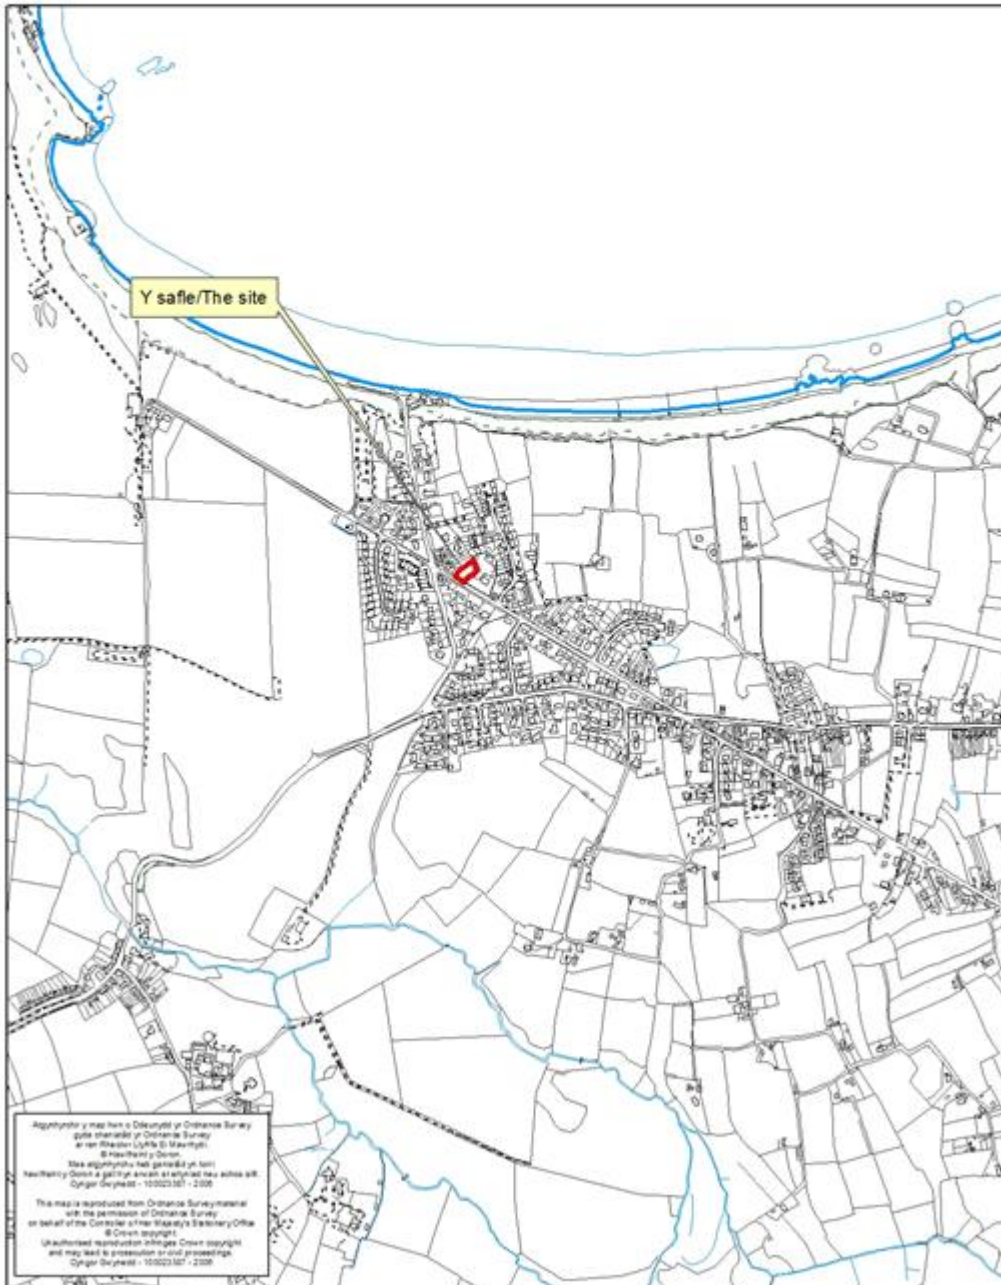 Y safle/The site
Atgynhyrchir y map hwn o Ddeunydd yr Ordnance Survey
gyda chaniatâd yr Ordnance Survey
ar ran Rheolwr Llyfrfa Ei Mawrhydi.
© Hawlfraint y Goron.
Mae atgynhyrchu heb ganiatâd yn torri
hawlfraint y Goron a gall hyn arwain at erlyniad neu achos sifil.
Cyngor Gwynedd - 100023387 - 2008
This map is reproduced from Ordnance Survey material
with the permission of Ordnance Survey
on behalf of the Controller of Her Majesty's Stationery Office
© Crown copyright.
Unauthorised reproduction infringes Crown copyright
and may lead to prosecution or civil proceedings.
Cyngor Gwynedd - 100023387 - 2008